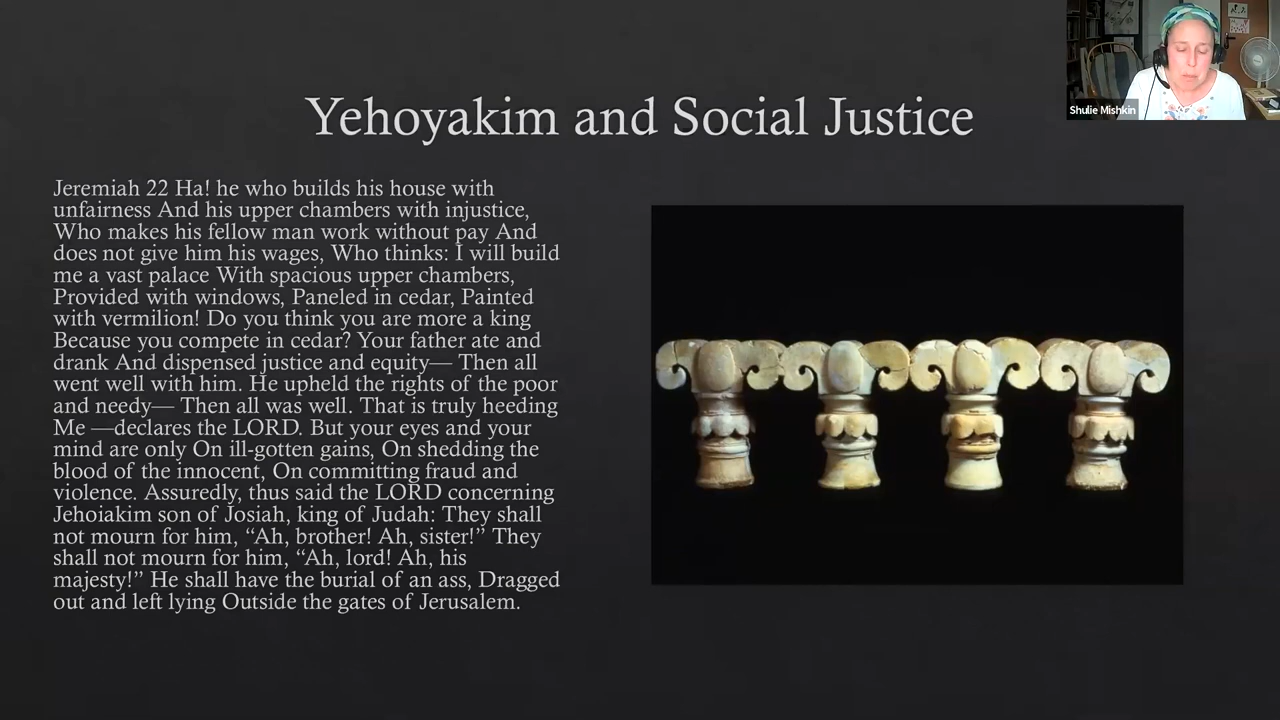 Shulie Mishkin
Yehoyakim and Social Justice
Jeremiah 22 Ha! he who builds his house with
unfairness And his upper chambers with injustice,
Who makes his fellow man work without pay And
does not give him his wages, Who thinks: I will build
me a vast palace With spacious upper chambers,
Provided with windows, Paneled in cedar, Painted
with vermilion! Do you think you are more a king
Because you compete in cedar? Your father ate and
drank And dispensed justice and equity— Then all
went well with him. He upheld the rights of the poor
and needy— Then all was well. That is truly heeding
Me —declares the LORD. But your eyes and your
mind are only On ill-gotten gains, On shedding the
blood of the innocent, On committing fraud and
violence. Assuredly, thus said the LORD concerning
Jehoiakim son of Josiah, king of Judah: They shall
not mourn for him, “Ah, brother! Ah, sister!” They
shall not mourn for him, “Ah, lord! Ah, his
majesty!” He shall have the burial of an ass, Dragged
out and left lying Outside the gates of Jerusalem.